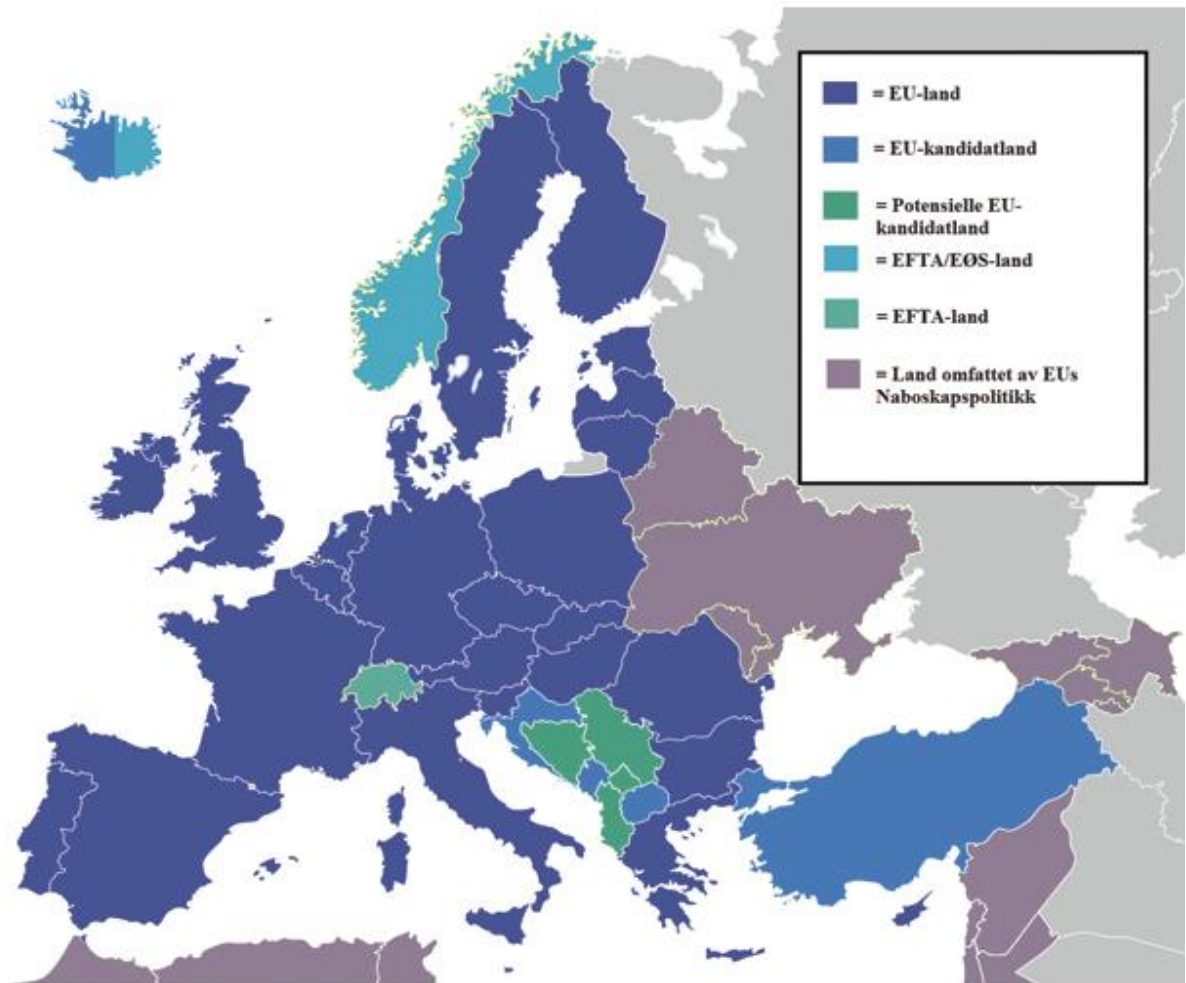 = EU-land
= EU-kandidatland
= Potensielle EU-
kandidatland
= EFTA/EØS-land
= EFTA-land
= Land omfattet av EUs
Naboskapspolitikk